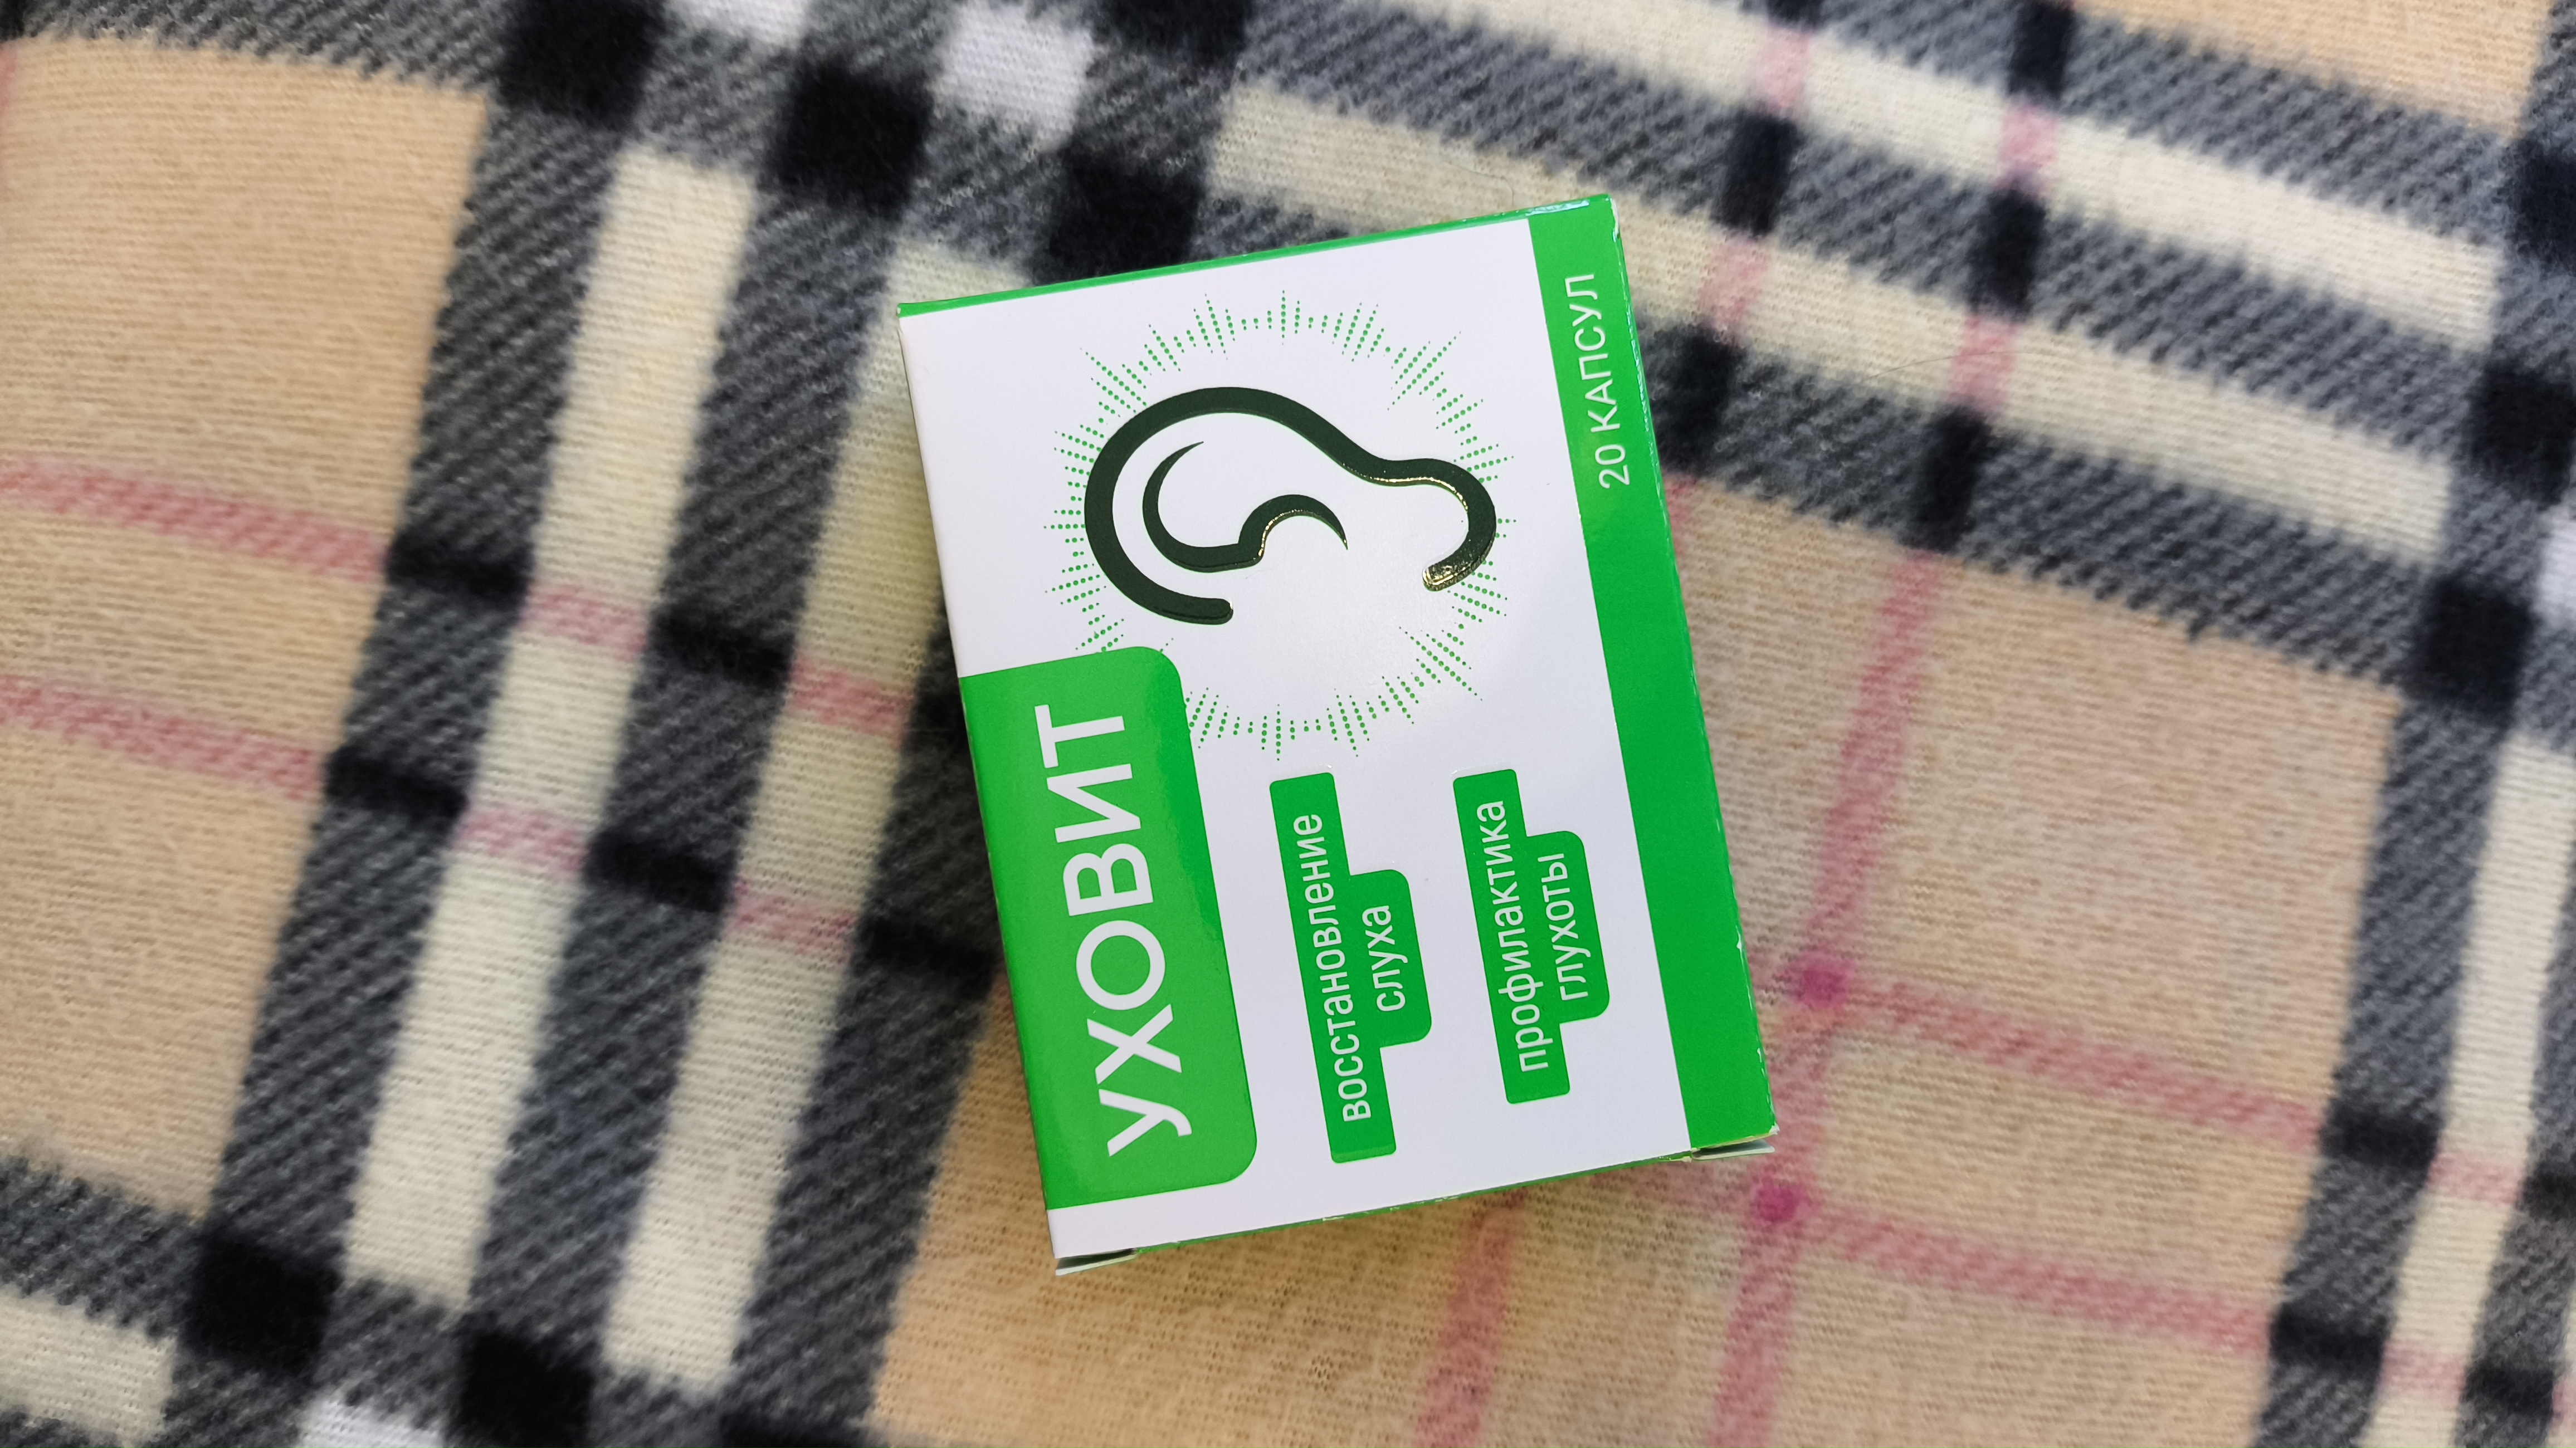 УХОВИТ
восстановление
слуха
профилактика
глухоты
20 КАПСУЛ